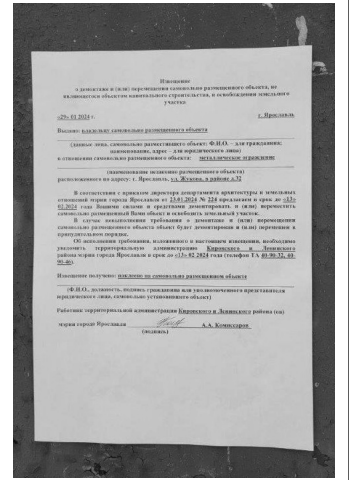 Извещение
о демонтаже и (или) перемещении самовольно размещенного объекта, не
являющегося объектом капитального строительства, и освобождении земельного
участка
«29» 01 2024 г.
г. Ярославль
Выдано: владельцу самовольно размещенного объекта
(данные лица, самовольно разместившего объект: Ф.И.О. - для гражданина;
наименование, адрес - для юридического лица)
в отношении самовольно размещенного объекта: металлическое ограждение
(наименование незаконно размещенного объекта)
расположенного по адресу: г. Ярославль, ул. Жукова, в районе д.32
В соответствии с приказом директора департамента архитектуры и земельных
отношений мэрии города Ярославля от 23.01.2024 № 224 предлагаем в срок до «13»
02.2024 года Вашими силами и средствами демонтировать и (или) переместить
самовольно размещенный Вами объект и освободить земельный участок.
В случае невыполнения требования о демонтаже и (или) перемещении
самовольно размещенного объекта объект будет демонтирован и (или) перемещен в
принудительном порядке.
Об исполнении требования, изложенного в настоящем извещении, необходимо
уведомить территориальную администрацию Кировского и Ленинского
районов мэрии города Ярославля в срок до «13» 02 2024 года (телефон ТА 40-90-32, 40-
90-46).
Извещение получено: наклеено на самовольно размещенном объекте
(Ф.И.О., должность, подпись гражданина или уполномоченного представителя
юридического лица, самовольно установившего объект)
Работник территориальной администрации Кировского и Ленинского района (ов)
мэрии города Ярославля
А.А. Комиссаров
(подпись)